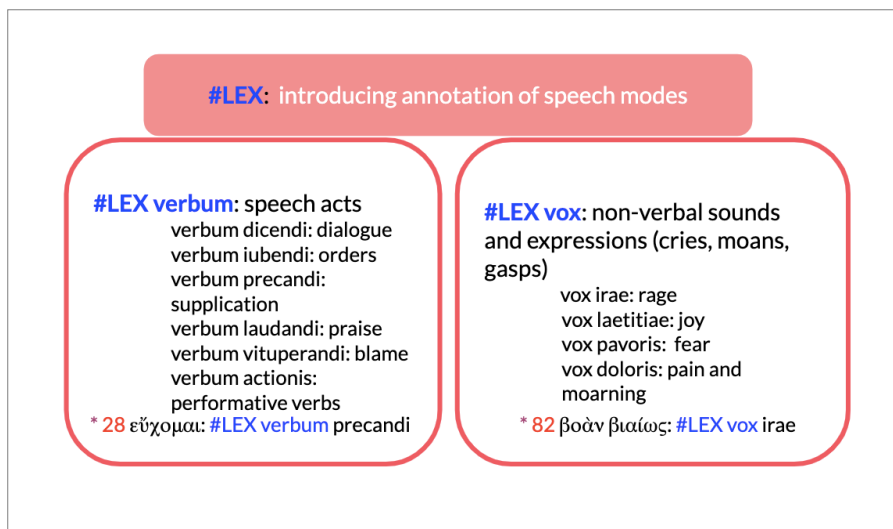 #LEX: introducing annotation of speech modes
#LEX verbum: speech acts
verbum dicendi: dialogue
verbum iubendi: orders
verbum precandi:
supplication
verbum laudandi: praise
verbum vituperandi: blame
verbum actionis:
performative verbs
* 28 εὔχομαι: #LEX verbum precandi
#LEX vox: non-verbal sounds
and expressions (cries, moans,
gasps)
vox irae: rage
vox laetitiae: joy
vox pavoris: fear
vox doloris: pain and
moarning
* 82 βοὰν βιαίως: #LEX vox irae